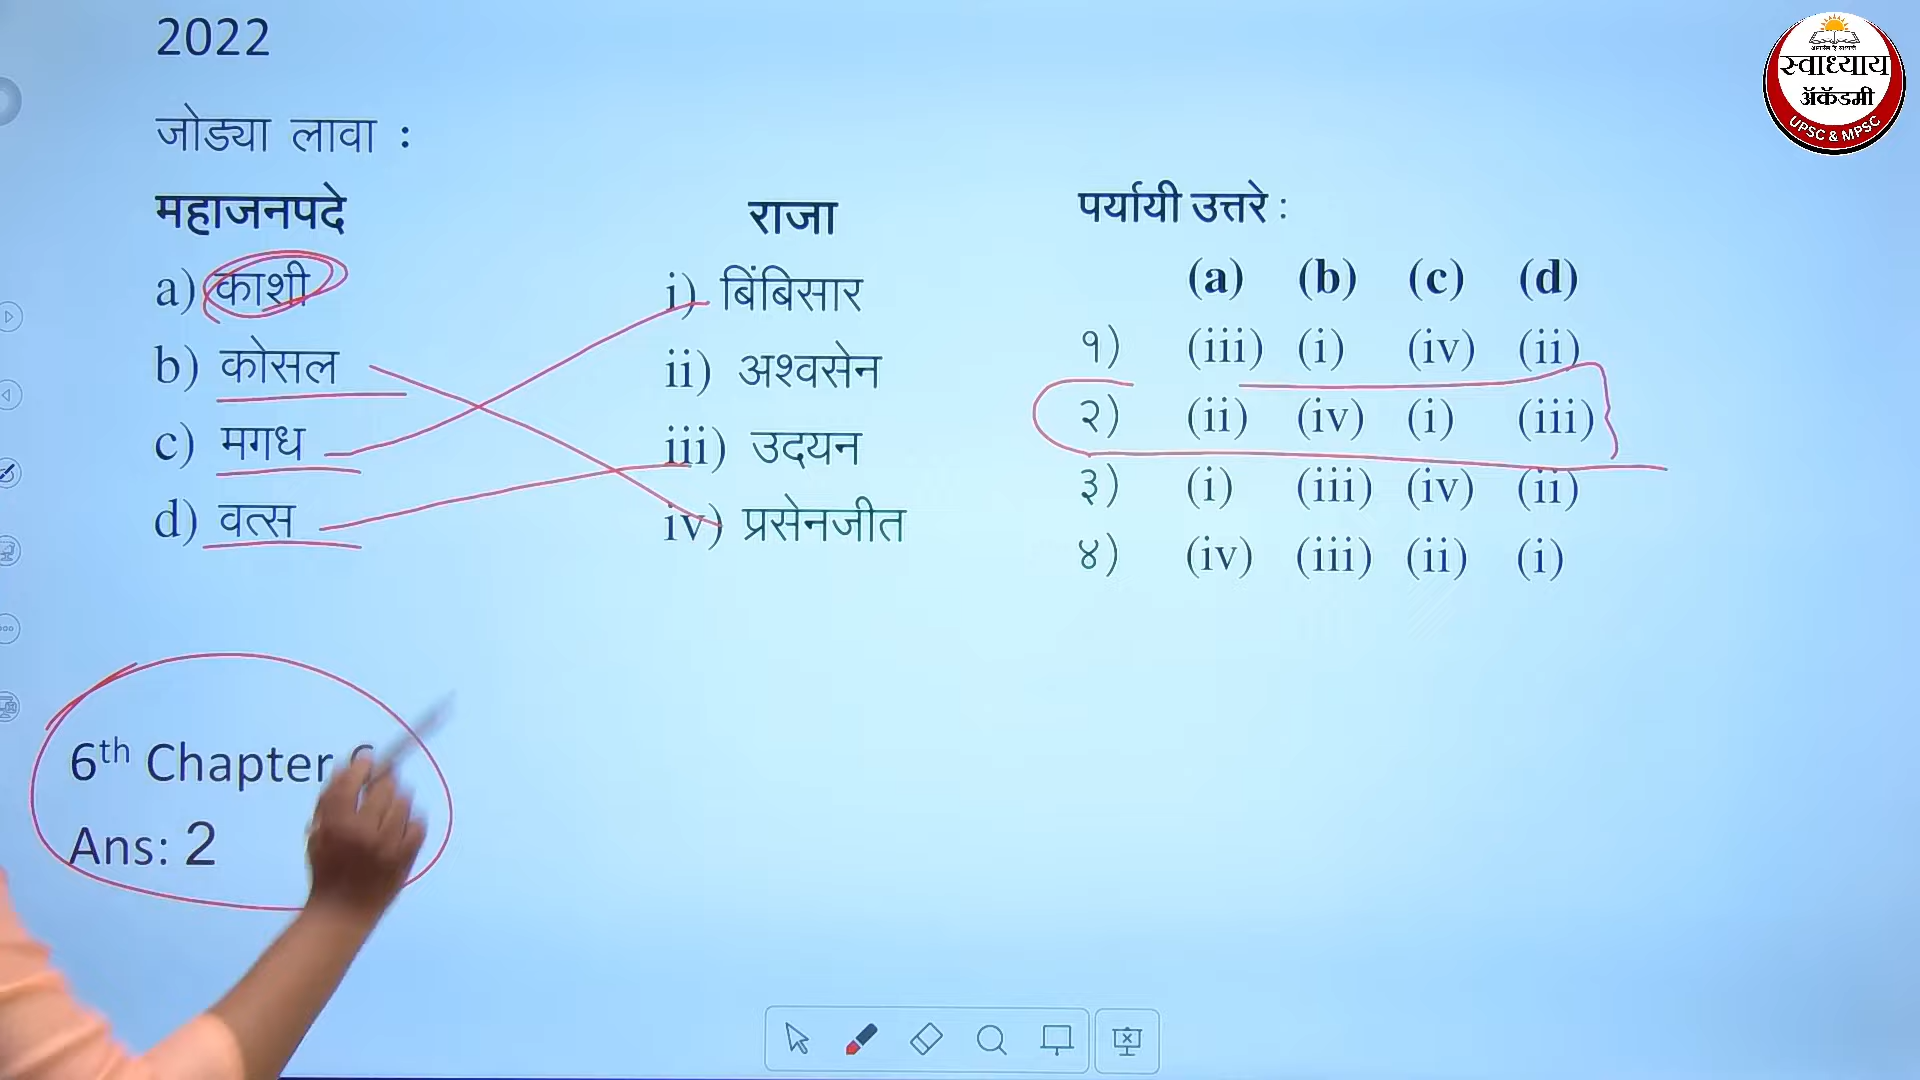 2022
जोड्या लावा :
महाजनपदे
a) काशी
b) कोसल
c) मगध
d) वत्स
राजा
i) बिंबिसार
ii) अश्वसेन
iii) उदयन
iv) प्रसेनजीत
पर्यायी उत्तरे :
(a) (b) (c) (d)
१) (iii) (i) (iv) (ii)
२) (ii) (iv) (i) (iii)
३) (i) (iii) (iv) (ii)
४) (iv) (iii) (ii) (i)
6th Chapter
Ans: 2
स्वाध्याय
ॲकॅडमी
UPSC & MPSC